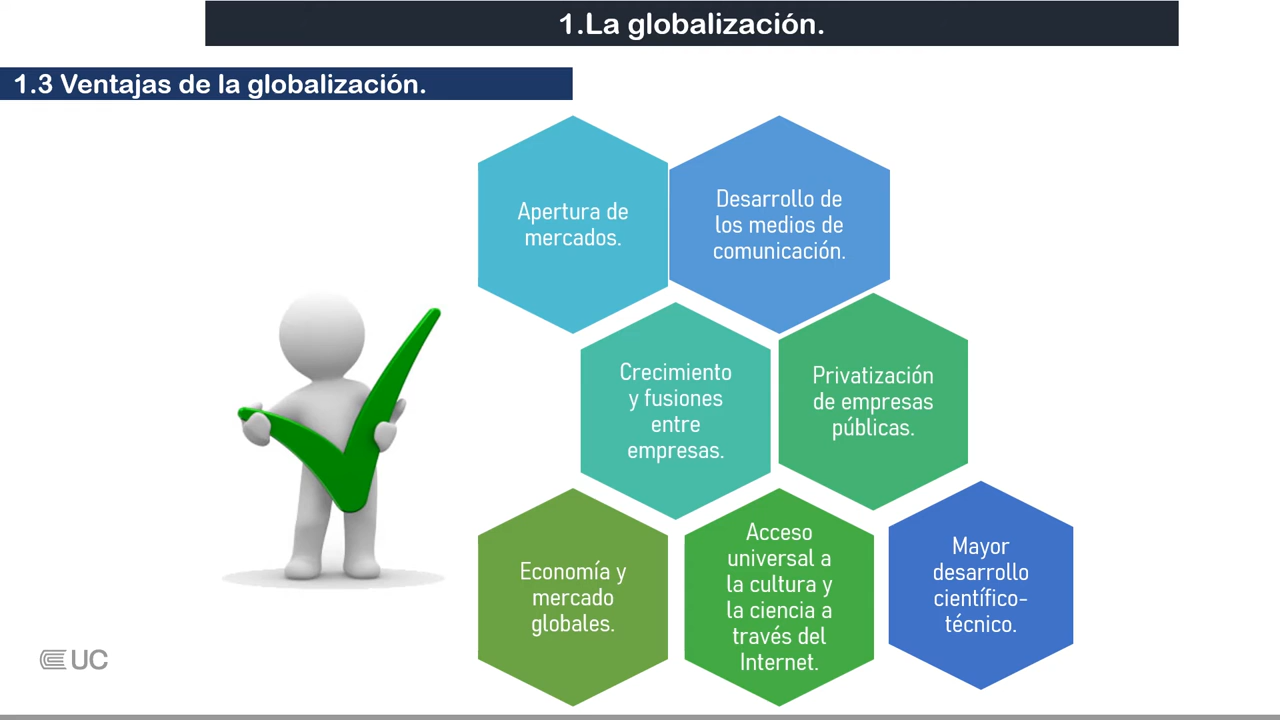 1.La globalización.
1.3 Ventajas de la globalización.
Apertura de
mercados.
Desarrollo de
los medios de
comunicación.
Crecimiento
y fusiones
entre
empresas.
Privatización
de empresas
públicas.
Economía y
mercado
globales.
Acceso
universal a
la cultura y
la ciencia a
través del
Internet.
Mayor
desarrollo
científico-
técnico.
UC